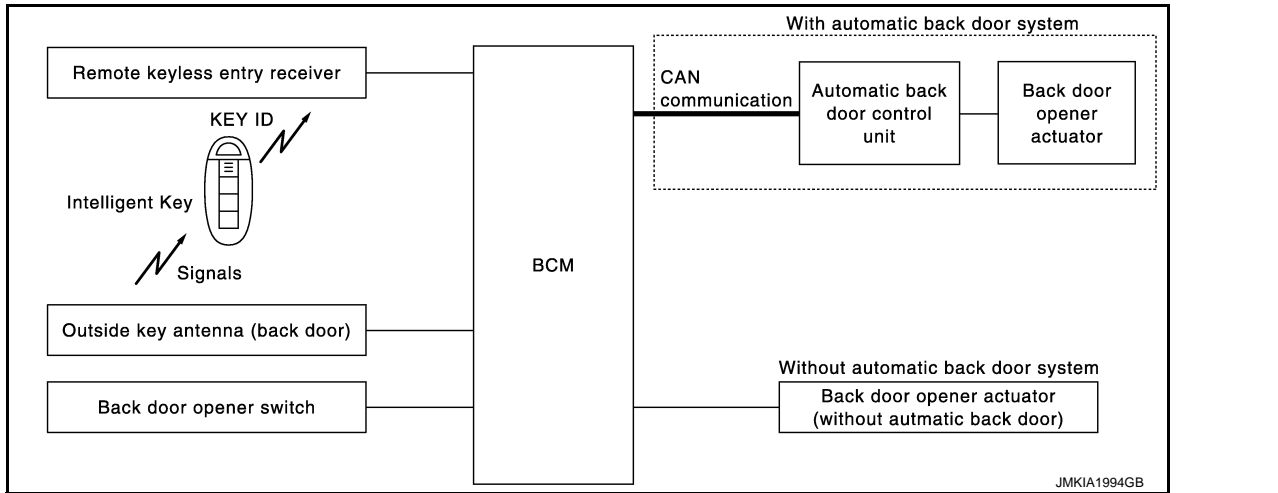 With automatic back door system
Remote keyless entry receiver
KEY ID
Intelligent Key
Signals
Outside key antenna (back door)
Back door opener switch
BCM
CAN
communication
Automatic back
door control
unit
Back door
opener
actuator
Without automatic back door system
Back door opener actuator
(without autmatic back door)
JMKIA1994GB